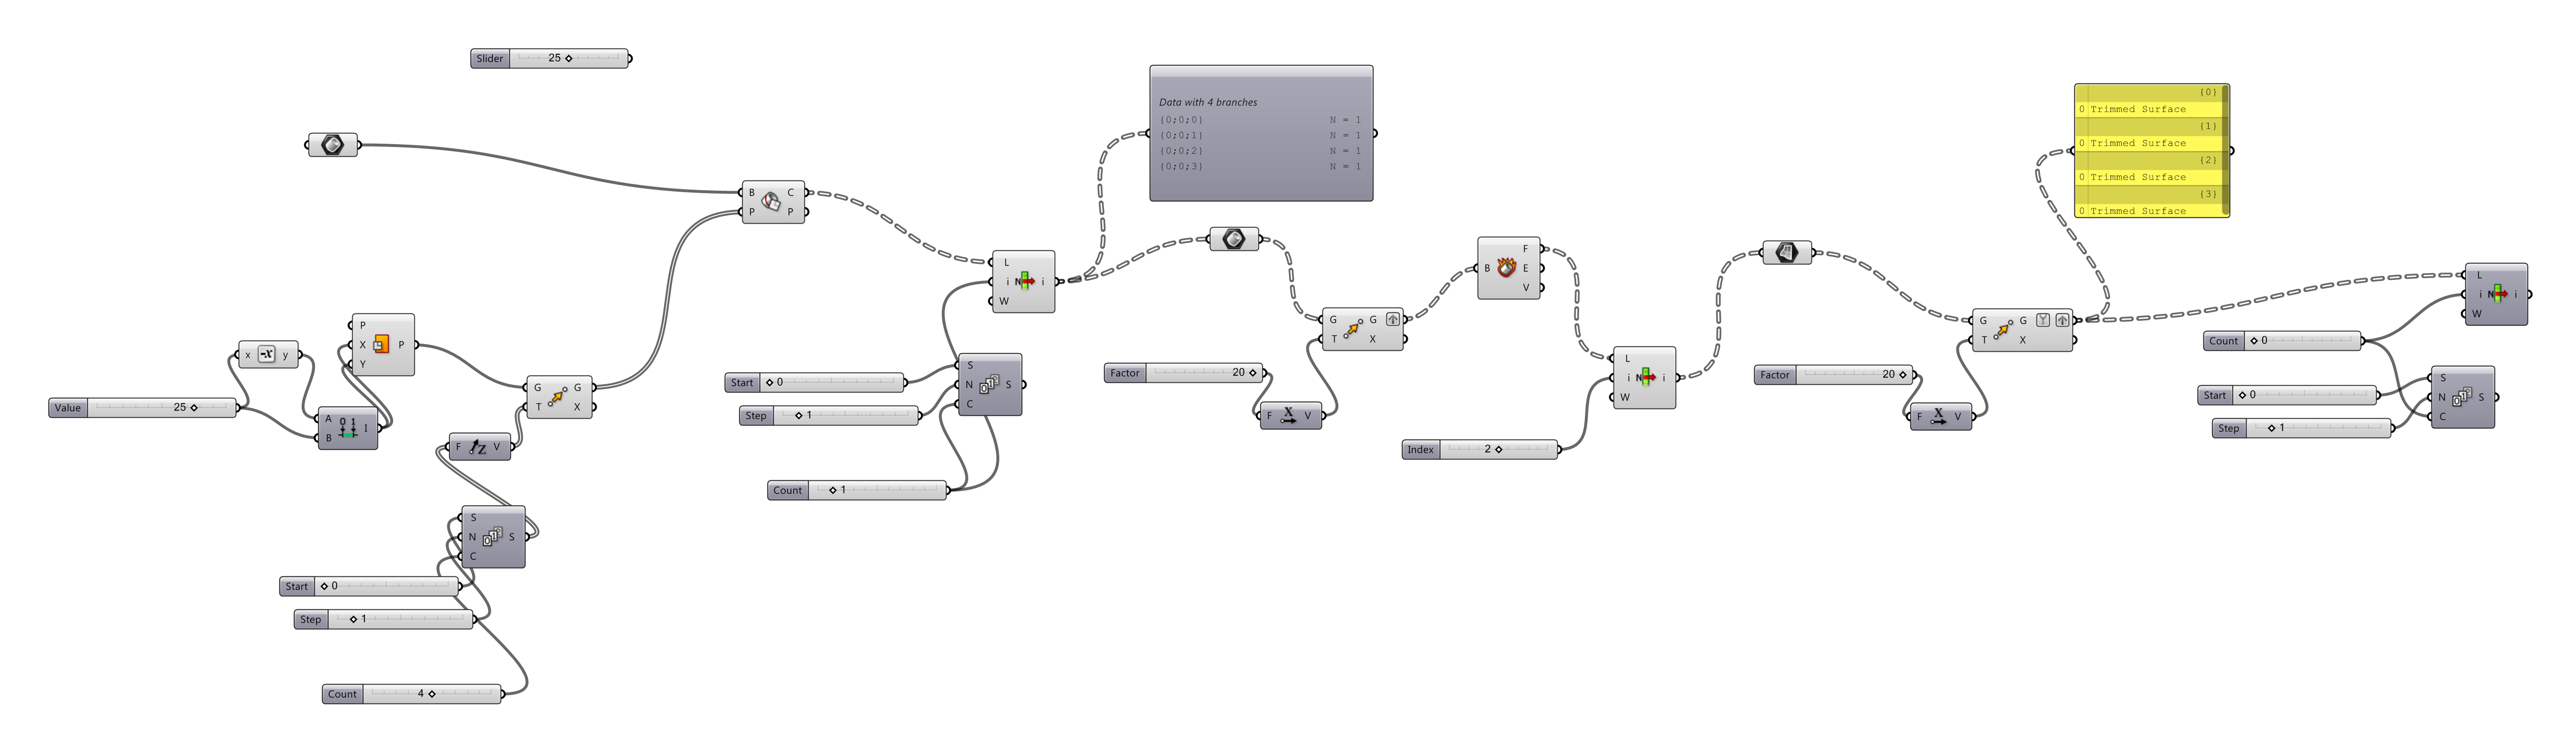 Slider 25
B C
P P
L
i N i
W
Data with 4 branches
{0;0;0} N = 1
{0;0;1} N = 1
{0;0;2} N = 1
{0;0;3} N = 1
{0}
0 Trimmed Surface
{1}
0 Trimmed Surface
{2}
0 Trimmed Surface
{3}
0 Trimmed Surface
Value 25
x -x y
A 0 1 I
B
P
X P
Y
G G
T X
F Z V
S
N S
C
Start 0
Step 1
Count 4
Start 0
Step 1
Count 1
S
N S
C
G G
T X
Factor 20
F X V
F
B E
V
L
i N i
W
Index 2
G G
T X
Factor 20
F X V
L
i N i
W
Count 0
Start 0
Step 1
S
N S
C